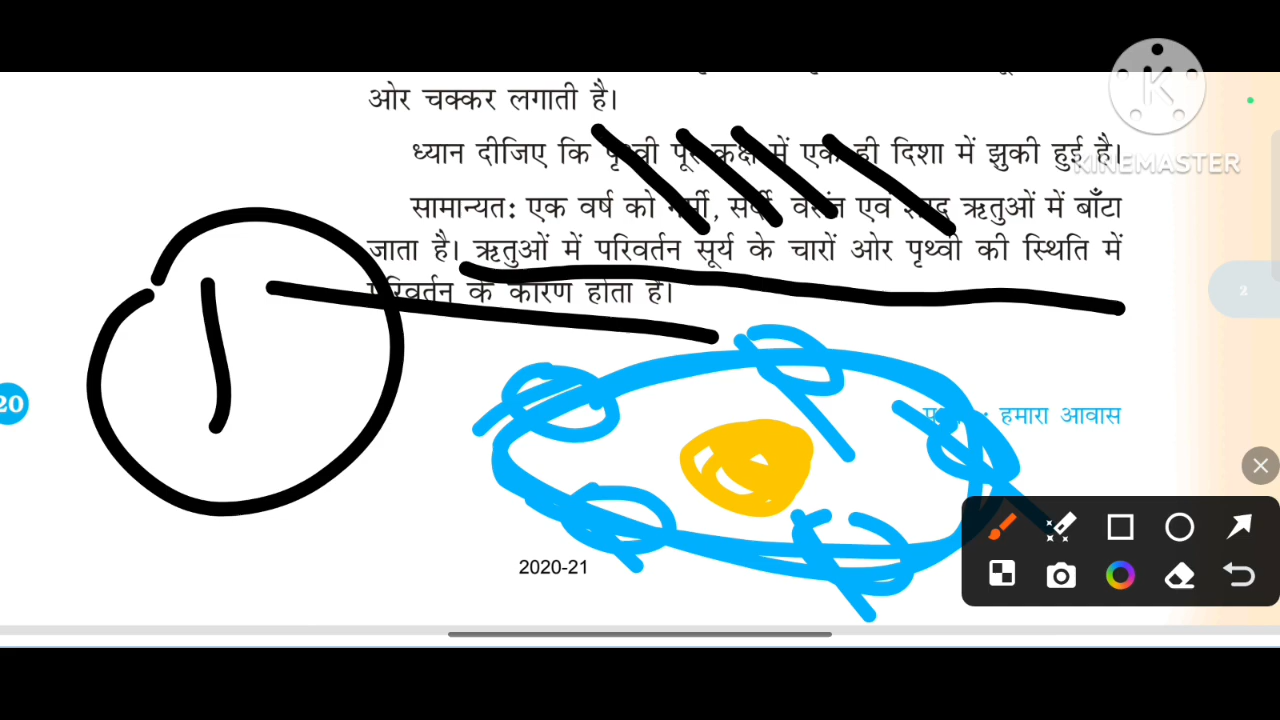 ओर चक्कर लगाती है।
KINEMASTER
ध्यान दीजिए कि पृथ्वी पूरे कक्ष में एक ही दिशा में झुकी हुई है।
सामान्यत: एक वर्ष को गर्मी, सर्दी, वसंत एवं शरद् ऋतुओं में बाँटा
जाता है। ऋतुओं में परिवर्तन सूर्य के चारों ओर पृथ्वी की स्थिति में
परिवर्तन के कारण होता है।
2
20
हमारा आवास
2020-21